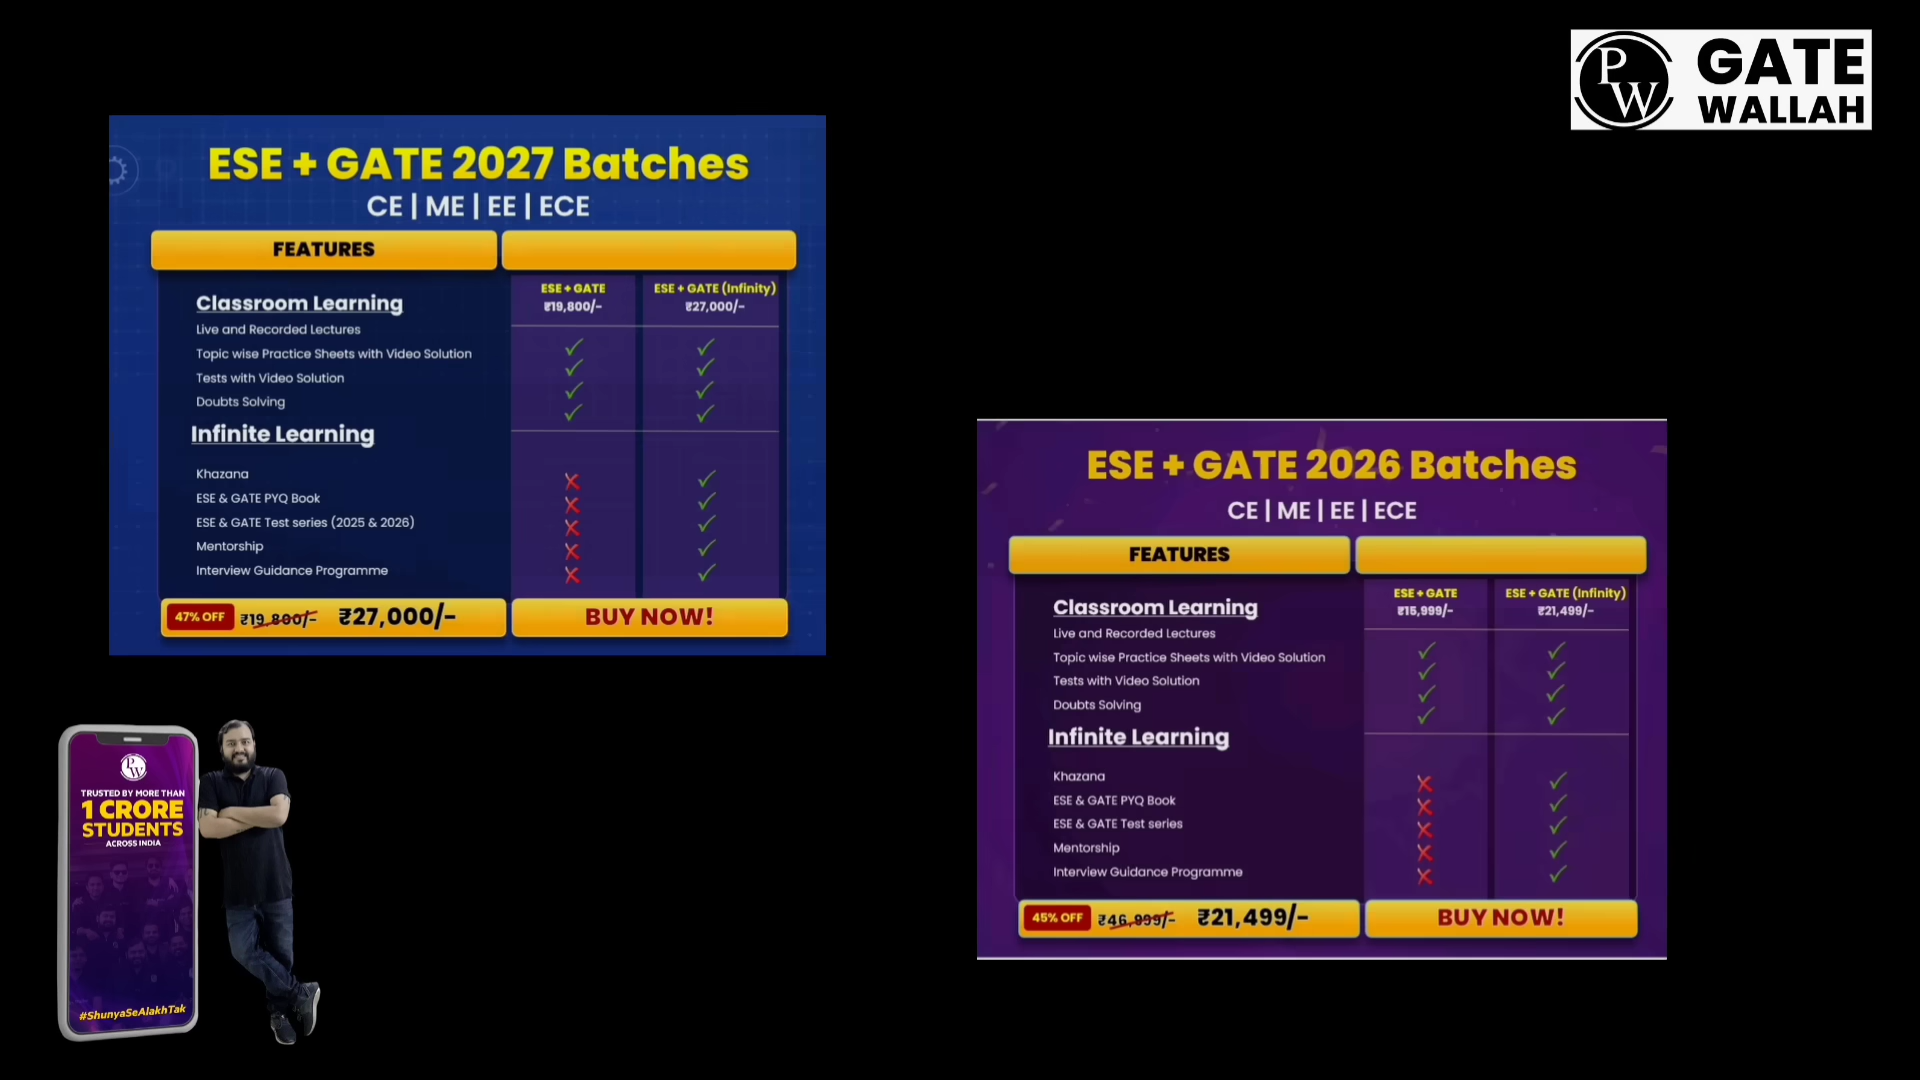 PW GATE
WALLAH
ESE + GATE 2027 Batches
CE | ME | EE | ECE
FEATURES
ESE + GATE ESE + GATE (Infinity)
₹19,800/- ₹27,000/-
Classroom Learning
Live and Recorded Lectures
Topic wise Practice Sheets with Video Solution
Tests with Video Solution
Doubts Solving
Infinite Learning
Khazana
ESE & GATE PYQ Book
ESE & GATE Test series (2025 & 2026)
Mentorship
Interview Guidance Programme
47% OFF ₹19,800/- ₹27,000/- BUY NOW!
ESE + GATE 2026 Batches
CE | ME | EE | ECE
FEATURES
ESE + GATE ESE + GATE (Infinity)
₹15,999/- ₹21,499/-
Classroom Learning
Live and Recorded Lectures
Topic wise Practice Sheets with Video Solution
Tests with Video Solution
Doubts Solving
Infinite Learning
Khazana
ESE & GATE PYQ Book
ESE & GATE Test series
Mentorship
Interview Guidance Programme
45% OFF ₹46,999/- ₹21,499/- BUY NOW!
PW
TRUSTED BY MORE THAN
1 CRORE
STUDENTS
ACROSS INDIA
#ShunyaSeAlakhTak